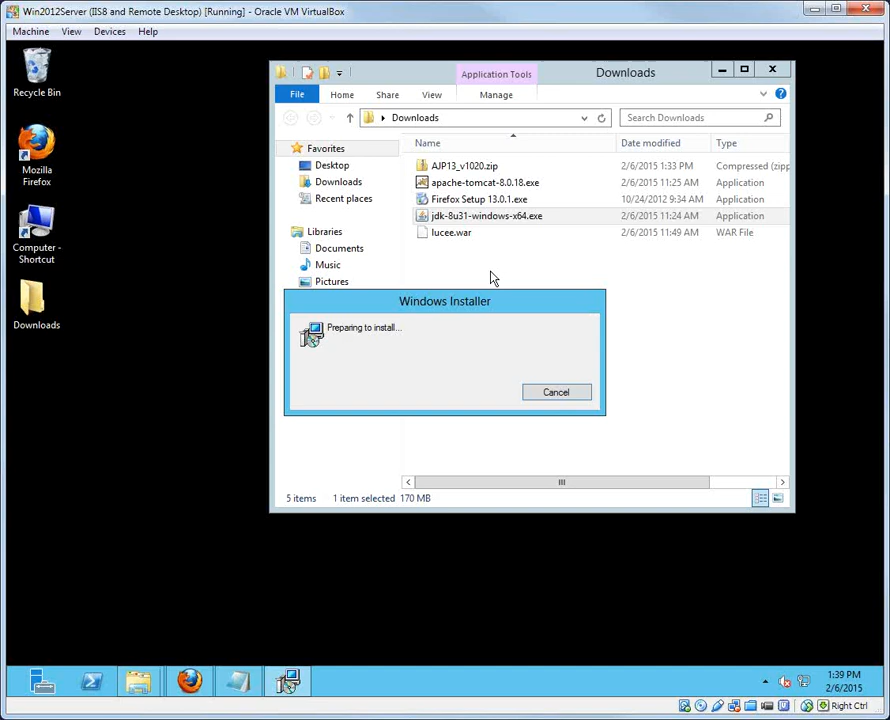 Win2012Server (IIS8 and Remote Desktop) [Running] - Oracle VM VirtualBox
Machine View Devices Help
Recycle Bin
Mozilla
Firefox
Computer -
Shortcut
Downloads
Application Tools
Downloads
File Home Share View Manage
Downloads
Search Downloads
Name Date modified Type
Favorites
Desktop
Downloads
Recent places
Libraries
Documents
Music
Pictures
AJP13_v1020.zip 2/6/2015 1:33 PM Compressed (zipp
apache-tomcat-8.0.18.exe 2/6/2015 11:25 AM Application
Firefox Setup 13.0.1.exe 10/24/2012 9:34 AM Application
jdk-8u31-windows-x64.exe 2/6/2015 11:24 AM Application
lucee.war 2/6/2015 11:49 AM WAR File
Windows Installer
Preparing to install...
Cancel
5 items 1 item selected 170 MB
1:39 PM
2/6/2015
Right Ctrl